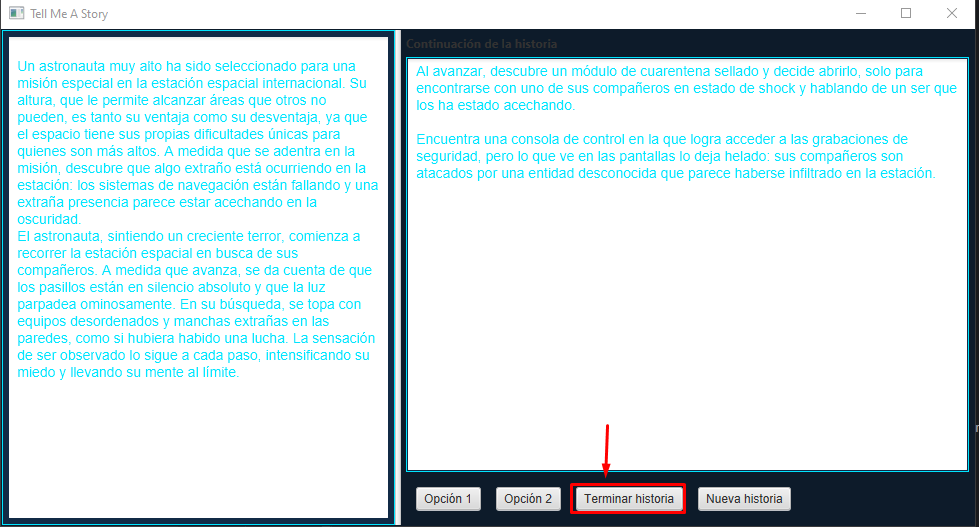 Tell Me A Story
Un astronauta muy alto ha sido seleccionado para una
misión especial en la estación espacial internacional. Su
altura, que le permite alcanzar áreas que otros no
pueden, es tanto su ventaja como su desventaja, ya que
el espacio tiene sus propias dificultades únicas para
quienes son más altos. A medida que se adentra en la
misión, descubre que algo extraño está ocurriendo en la
estación: los sistemas de navegación están fallando y una
extraña presencia parece estar acechando en la
oscuridad.
El astronauta, sintiendo un creciente terror, comienza a
recorrer la estación espacial en busca de sus
compañeros. A medida que avanza, se da cuenta de que
los pasillos están en silencio absoluto y que la luz
parpadea ominosamente. En su búsqueda, se topa con
equipos desordenados y manchas extrañas en las
paredes, como si hubiera habido una lucha. La sensación
de ser observado lo sigue a cada paso, intensificando su
miedo y llevando su mente al límite.
Continuación de la historia
Al avanzar, descubre un módulo de cuarentena sellado y decide abrirlo, solo para
encontrarse con uno de sus compañeros en estado de shock y hablando de un ser que
los ha estado acechando.
Encuentra una consola de control en la que logra acceder a las grabaciones de
seguridad, pero lo que ve en las pantallas lo deja helado: sus compañeros son
atacados por una entidad desconocida que parece haberse infiltrado en la estación.
Opción 1
Opción 2
Terminar historia
Nueva historia